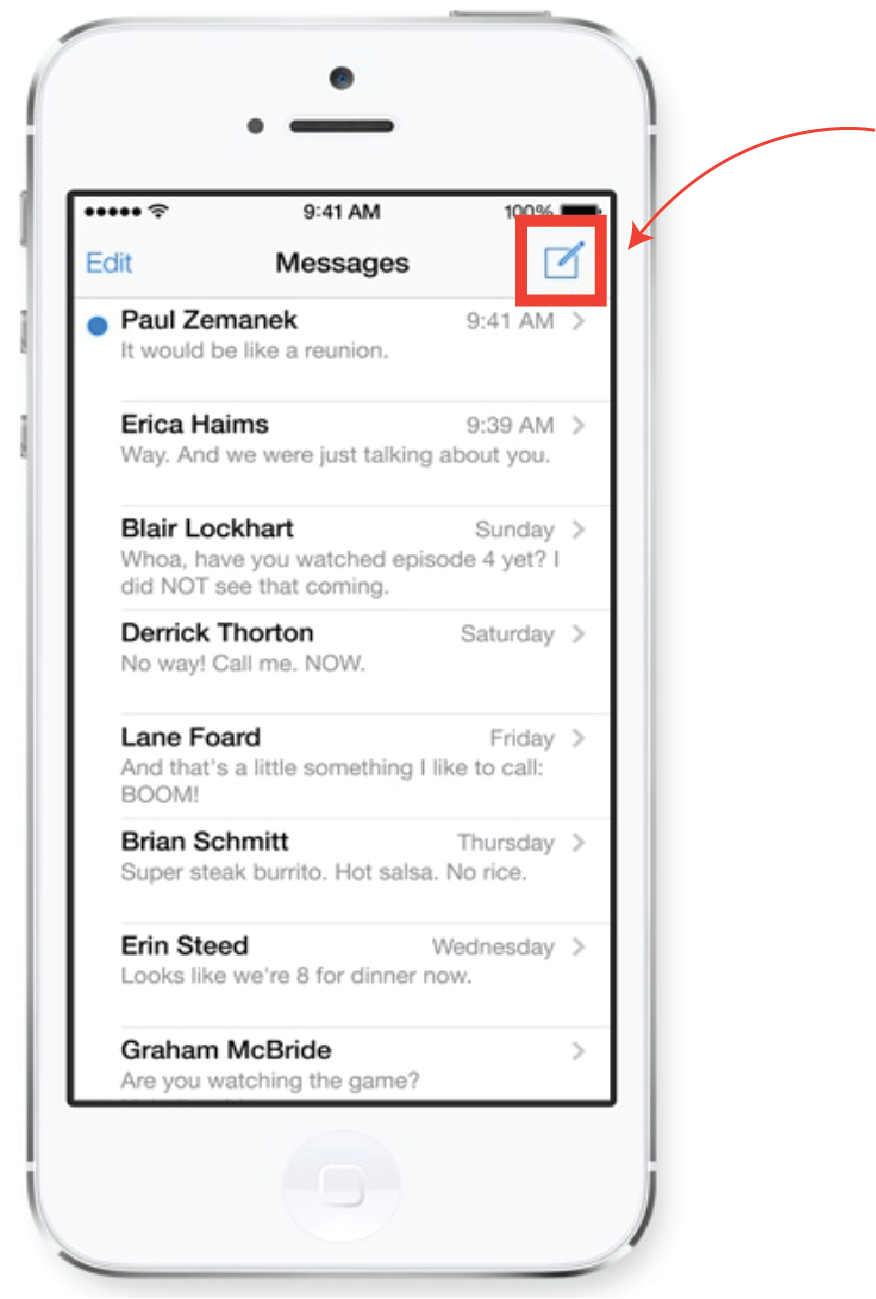 9:41 AM 100%
Edit Messages
Paul Zemanek 9:41 AM
It would be like a reunion.
Erica Haims 9:39 AM
Way. And we were just talking about you.
Blair Lockhart Sunday
Whoa, have you watched episode 4 yet? I
did NOT see that coming.
Derrick Thorton Saturday
No way! Call me. NOW.
Lane Foard Friday
And that's a little something I like to call:
BOOM!
Brian Schmitt Thursday
Super steak burrito. Hot salsa. No rice.
Erin Steed Wednesday
Looks like we're 8 for dinner now.
Graham McBride
Are you watching the game?